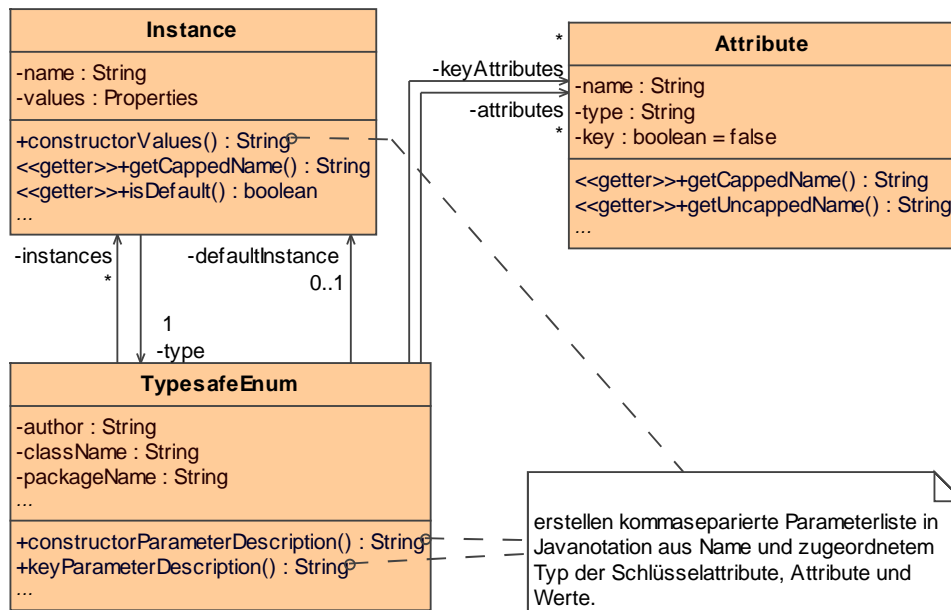 Instance
-name : String
-values : Properties
+constructorValues() : String
<<getter>>+getCappedName() : String
<<getter>>+isDefault() : boolean
...
*
-keyAttributes
-attributes
*
Attribute
-name : String
-type : String
-key : boolean = false
<<getter>>+getCappedName() : String
<<getter>>+getUncappedName() : String
...
-instances
*
-defaultInstance
0..1
1
-type
TypesafeEnum
-author : String
-className : String
-packageName : String
...
+constructorParameterDescription() : String
+keyParameterDescription() : String
...
erstellen kommaseparierte Parameterliste in
Javanotation aus Name und zugeordnetem
Typ der Schlüsselattribute, Attribute und
Werte.